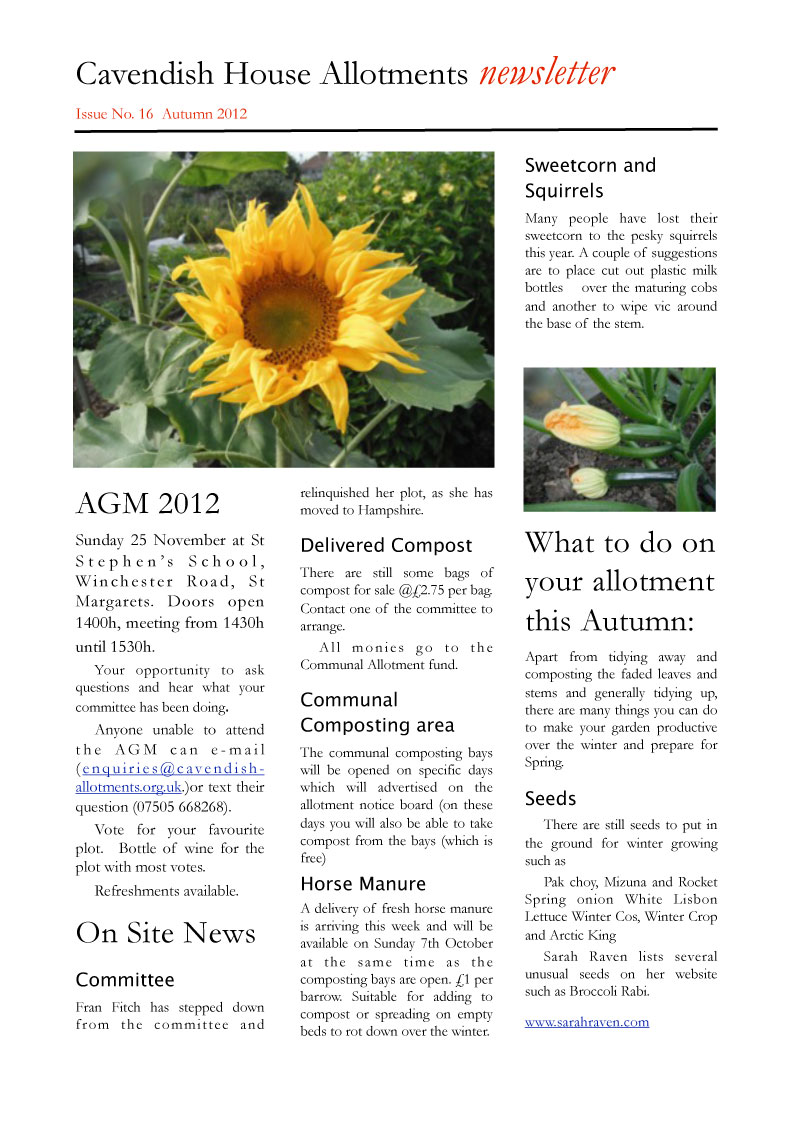 Cavendish House Allotments newsletter
Issue No. 16 Autumn 2012
AGM 2012
Sunday 25 November at St
Stephen's School,
Winchester Road, St
Margarets. Doors open
1400h, meeting from 1430h
until 1530h.
Your opportunity to ask
questions and hear what your
committee has been doing.
Anyone unable to attend
the AGM can e-mail
(enquiries@cavendish-
allotments.org.uk.)or text their
question (07505 668268).
Vote for your favourite
plot. Bottle of wine for the
plot with most votes.
Refreshments available.
On Site News
Committee
Fran Fitch has stepped down
from the committee and
relinquished her plot, as she has
moved to Hampshire.
Delivered Compost
There are still some bags of
compost for sale @£2.75 per bag.
Contact one of the committee to
arrange.
All monies go to the
Communal Allotment fund.
Communal
Composting area
The communal composting bays
will be opened on specific days
which will advertised on the
allotment notice board (on these
days you will also be able to take
compost from the bays (which is
free)
Horse Manure
A delivery of fresh horse manure
is arriving this week and will be
available on Sunday 7th October
at the same time as the
composting bays are open. £1 per
barrow. Suitable for adding to
compost or spreading on empty
beds to rot down over the winter.
Sweetcorn and
Squirrels
Many people have lost their
sweetcorn to the pesky squirrels
this year. A couple of suggestions
are to place cut out plastic milk
bottles over the maturing cobs
and another to wipe vic around
the base of the stem.
What to do on
your allotment
this Autumn:
Apart from tidying away and
composting the faded leaves and
stems and generally tidying up,
there are many things you can do
to make your garden productive
over the winter and prepare for
Spring.
Seeds
There are still seeds to put in
the ground for winter growing
such as
Pak choy, Mizuna and Rocket
Spring onion White Lisbon
Lettuce Winter Cos, Winter Crop
and Arctic King
Sarah Raven lists several
unusual seeds on her website
such as Broccoli Rabi.
www.sarahraven.com